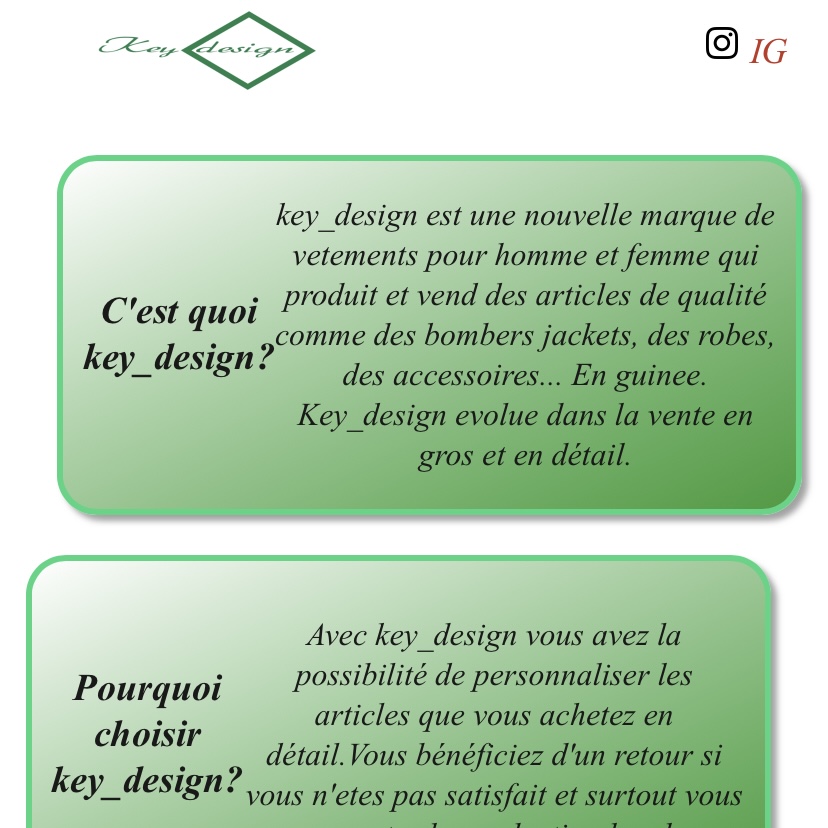 Key design
IG
C'est quoi
key_design?
key_design est une nouvelle marque de
vetements pour homme et femme qui
produit et vend des articles de qualité
comme des bombers jackets, des robes,
des accessoires... En guinee.
Key_design evolue dans la vente en
gros et en détail.
Pourquoi
choisir
key_design?
Avec key_design vous avez la
possibilité de personnaliser les
articles que vous achetez en
détail.Vous bénéficiez d'un retour si
vous n'etes pas satisfait et surtout vous